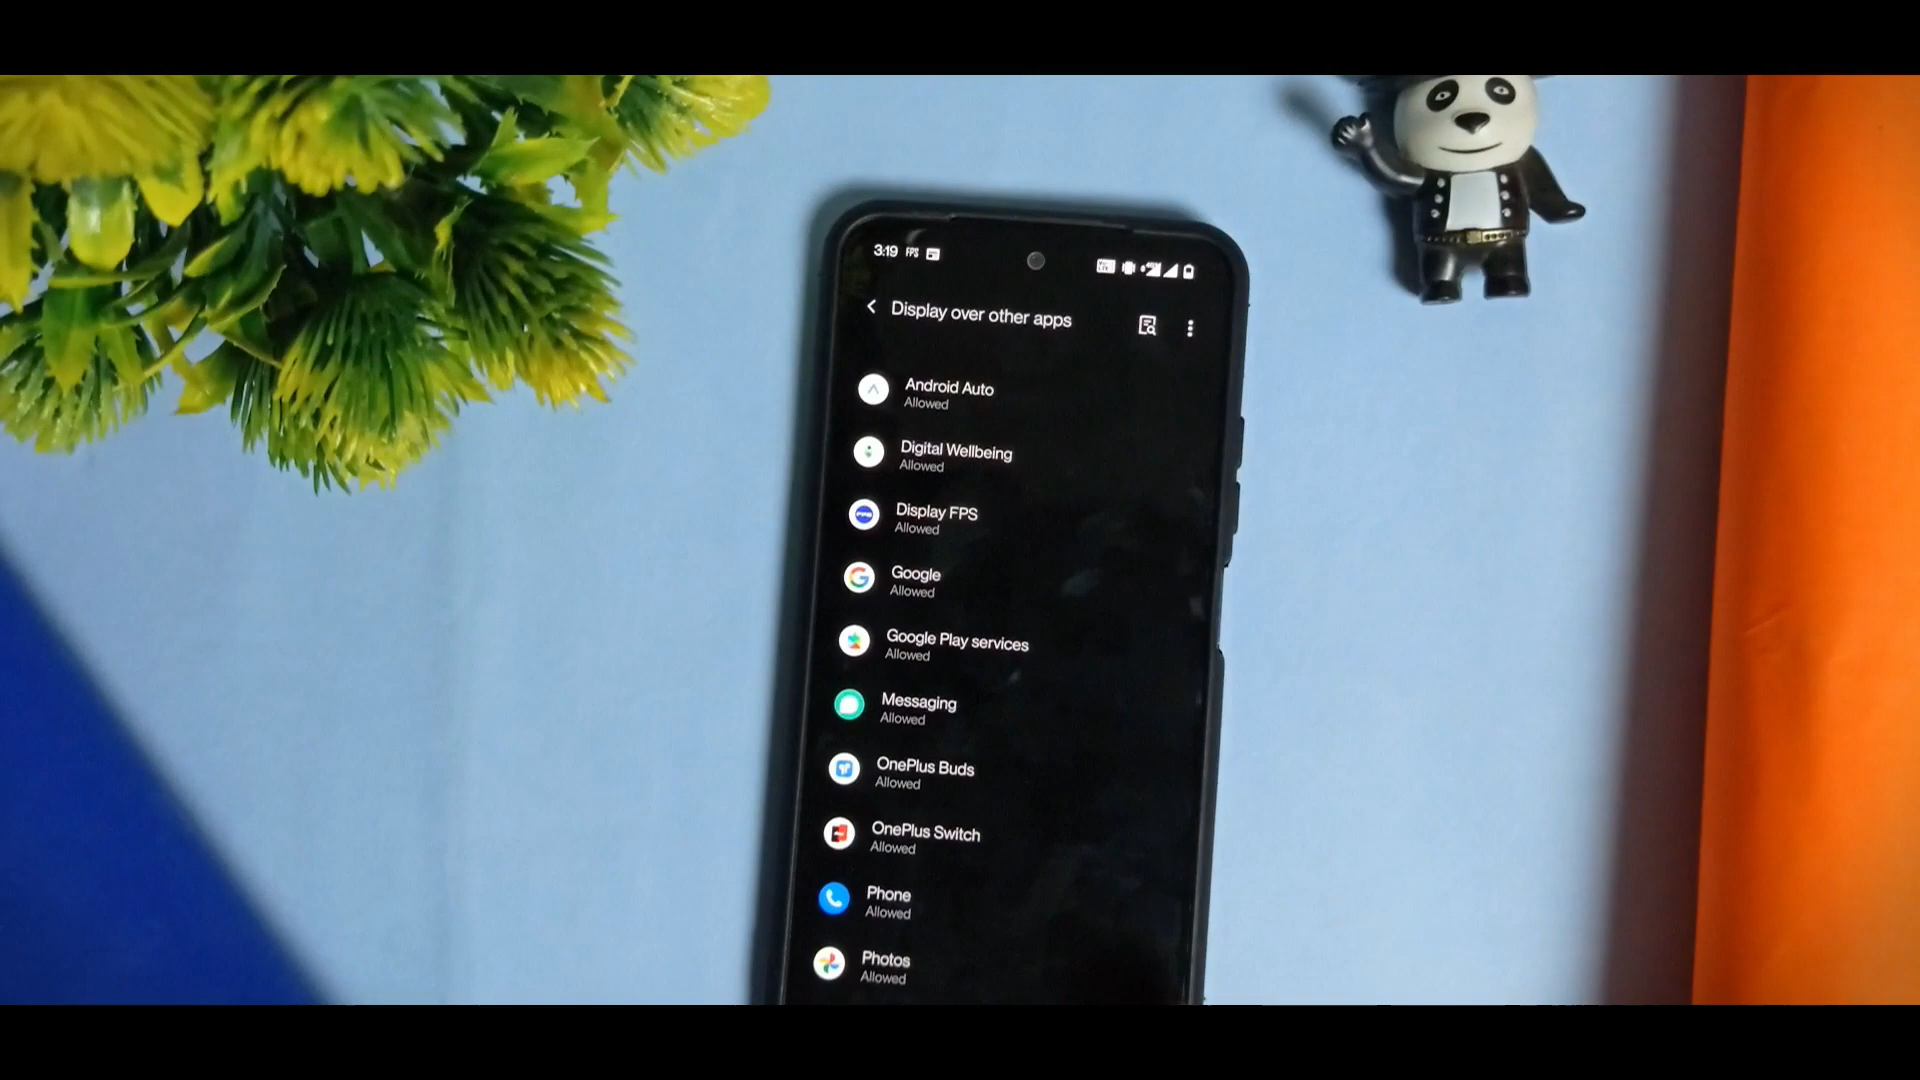 3:19 FPS
Display over other apps
Android Auto
Allowed
Digital Wellbeing
Allowed
Display FPS
Allowed
Google
Allowed
Google Play services
Allowed
Messaging
Allowed
OnePlus Buds
Allowed
OnePlus Switch
Allowed
Phone
Allowed
Photos
Allowed